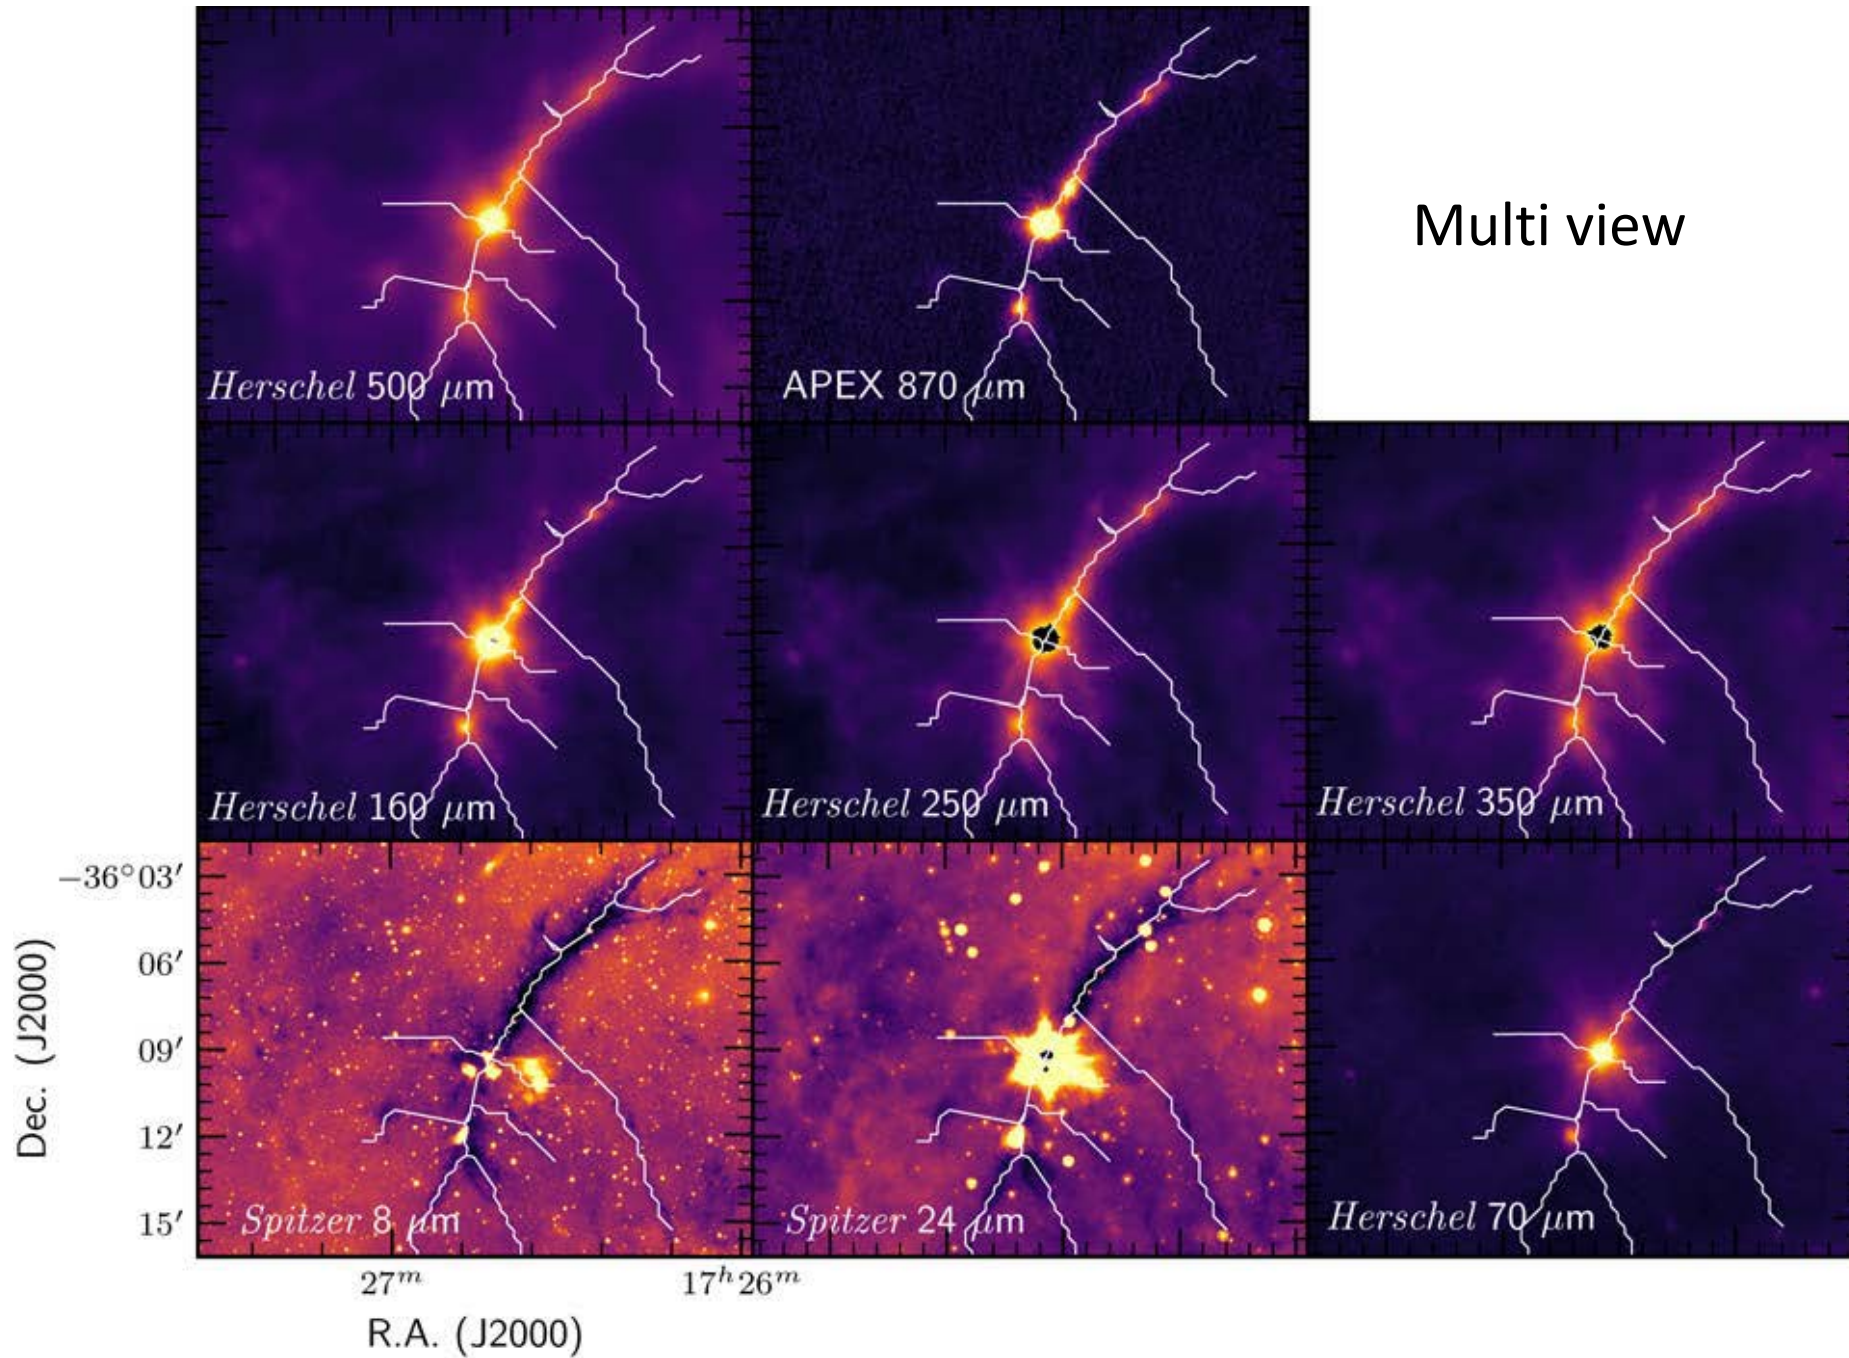 Multi view
Herschel 500 μm
APEX 870 μm
Herschel 160 μm
Herschel 250 μm
Herschel 350 μm
−36°03′
06′
09′
12′
15′
Dec. (J2000)
Spitzer 8 μm
Spitzer 24 μm
Herschel 70 μm
27ᵐ
17ʰ26ᵐ
R.A. (J2000)